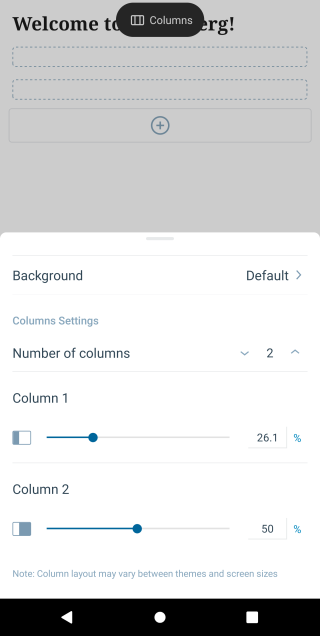 Welcome to erg!
Columns
Background
Default
Columns Settings
Number of columns
2
Column 1
26.1 %
Column 2
50 %
Note: Column layout may vary between themes and screen sizes